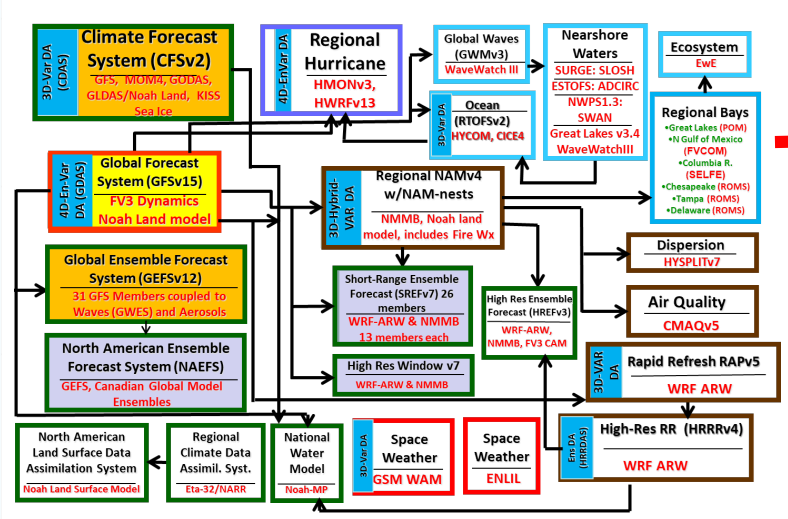 3D-Var DA
(CDAS)
Climate Forecast
System (CFSv2)
GFS, MOM4, GODAS,
GLDAS/Noah Land, KISS
Sea Ice
4D-EnVar DA
Regional
Hurricane
HMONv3,
HWRFv13
Global Waves
(GWMv3)
WaveWatch III
Nearshore
Waters
SURGE: SLOSH
ESTOFS: ADCIRC
NWPS1.3:
SWAN
Great Lakes v3.4
WaveWatchIII
Ecosystem
EwE
3D-Var DA
Ocean
(RTOFSv2)
HYCOM, CICE4
Regional Bays
•Great Lakes (POM)
•N Gulf of Mexico
(FVCOM)
•Columbia R.
(SELFE)
•Chesapeake (ROMS)
•Tampa (ROMS)
•Delaware (ROMS)
4D-En-Var
DA (GDAS)
Global Forecast
System (GFSv15)
FV3 Dynamics
Noah Land model
3D-Hybrid-
VAR DA
Regional NAMv4
w/NAM-nests
NMMB, Noah land
model, includes Fire Wx
Dispersion
HYSPLITv7
Global Ensemble Forecast
System (GEFSv12)
31 GFS Members coupled to
Waves (GWES) and Aerosols
Short-Range Ensemble
Forecast (SREFv7) 26
members
WRF-ARW & NMMB
13 members each
High Res Ensemble
Forecast (HREFv3)
WRF-ARW,
NMMB, FV3 CAM
Air Quality
CMAQv5
North American Ensemble
Forecast System (NAEFS)
GEFS, Canadian Global Model
Ensembles
High Res Window v7
WRF-ARW & NMMB
3D-VAR
DA
Rapid Refresh RAPv5
WRF ARW
North American
Land Surface Data
Assimilation System
Noah Land Surface Model
Regional
Climate Data
Assimil. Syst.
Eta-32/NARR
National
Water
Model
Noah-MP
3D-Var DA
Space
Weather
GSM WAM
Space
Weather
ENLIL
Ens DA
(HRRRDAS)
High-Res RR (HRRRv4)
WRF ARW